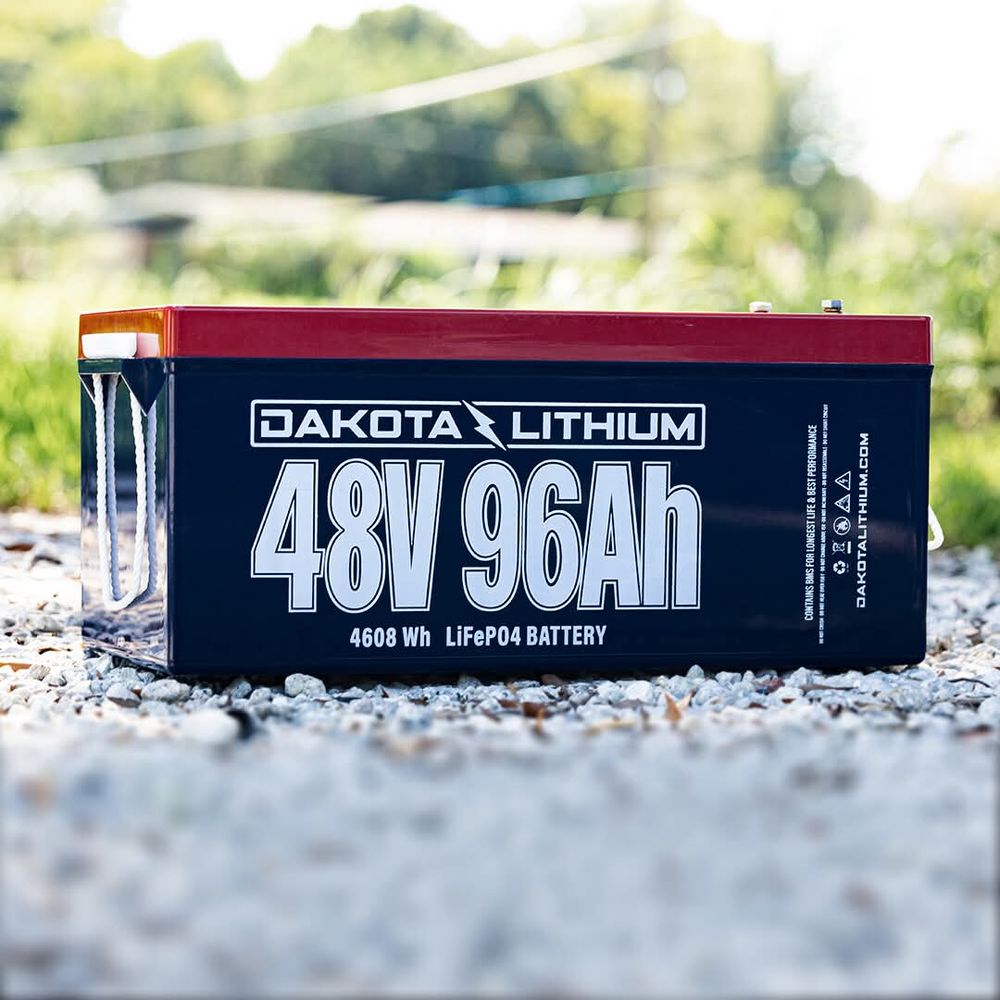 DAKOTA LITHIUM
48V 96Ah
4608 Wh LiFePO4 BATTERY
CONTAINS BMS FOR LONGEST LIFE & BEST PERFORMANCE
DAKOTALITHIUM.COM